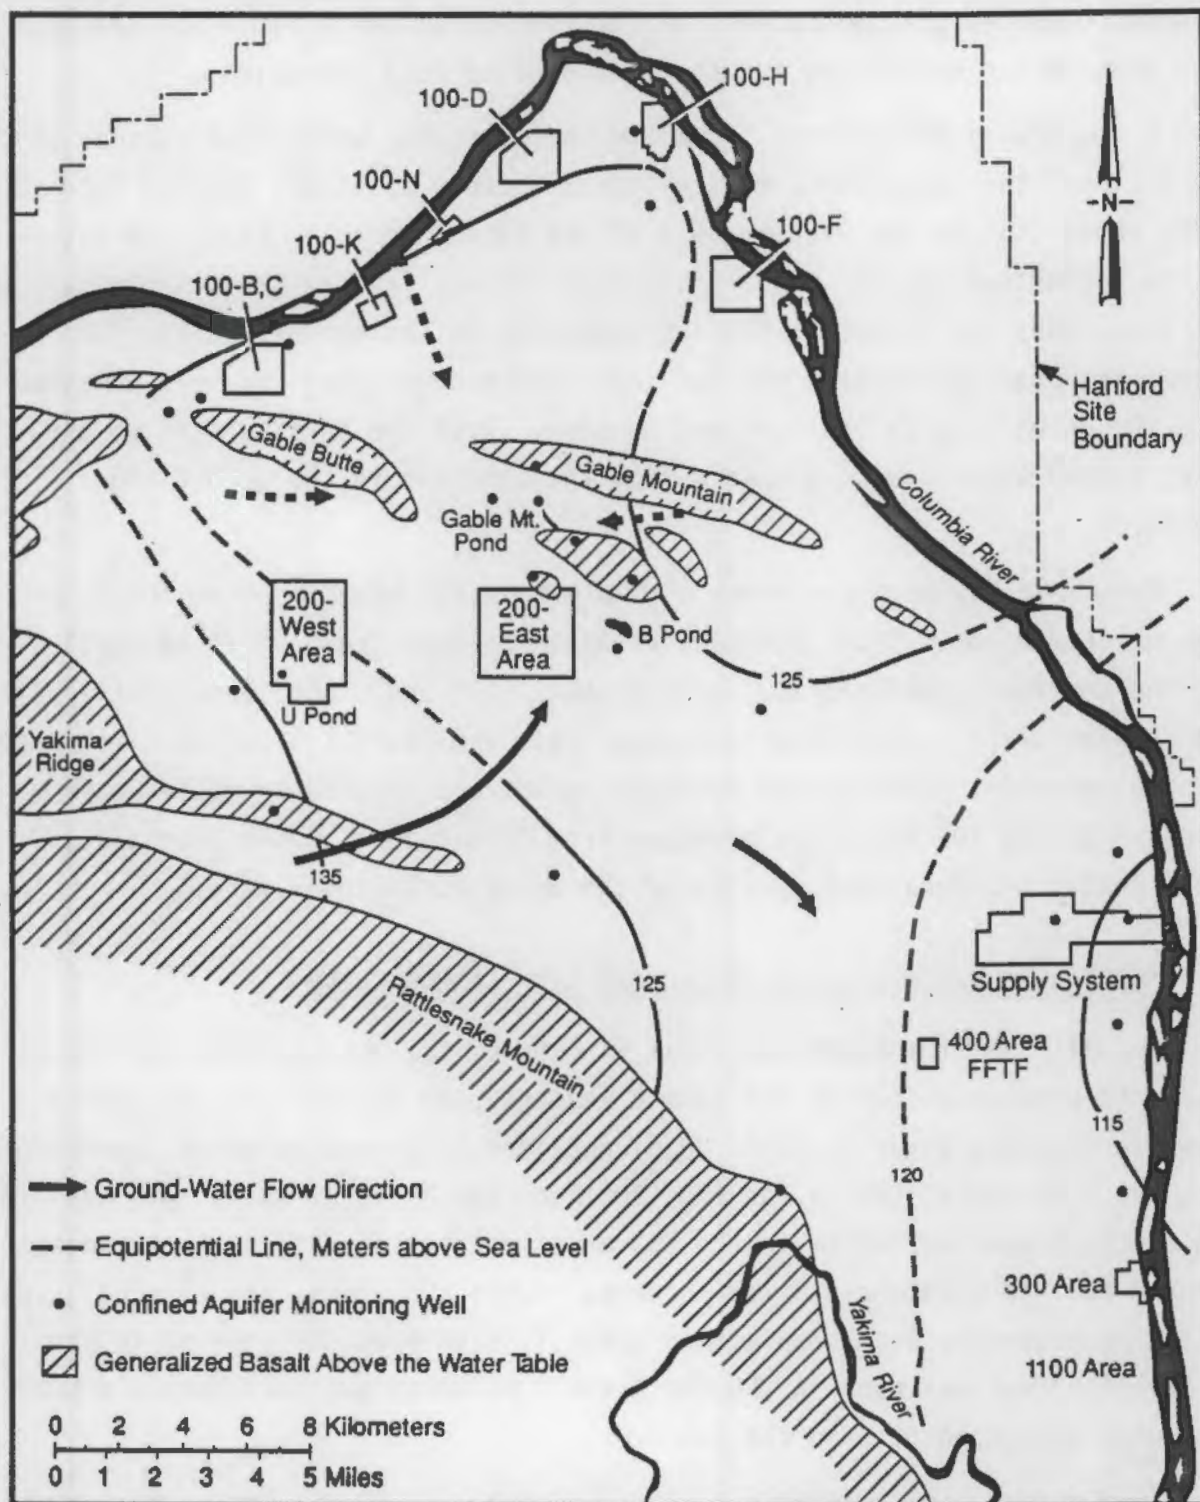 100-H
100-D
100-N
100-K
100-F
100-B,C
N
Hanford
Site
Boundary
Gable Butte
Gable Mountain
Columbia River
Gable Mt.
Pond
200-
West
Area
200-
East
Area
B Pond
125
U Pond
Yakima
Ridge
135
125
Supply System
Rattlesnake Mountain
400 Area
FFTF
115
120
Ground-Water Flow Direction
Equipotential Line, Meters above Sea Level
Confined Aquifer Monitoring Well
Generalized Basalt Above the Water Table
300 Area
Yakima River
1100 Area
0 2 4 6 8 Kilometers
0 1 2 3 4 5 Miles